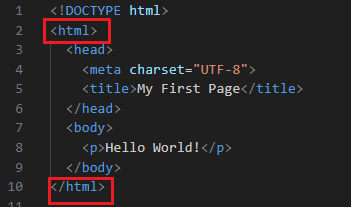 1 <!DOCTYPE html>
2 <html>
3 <head>
4 <meta charset="UTF-8">
5 <title>My First Page</title>
6 </head>
7 <body>
8 <p>Hello World!</p>
9 </body>
10 </html>
11